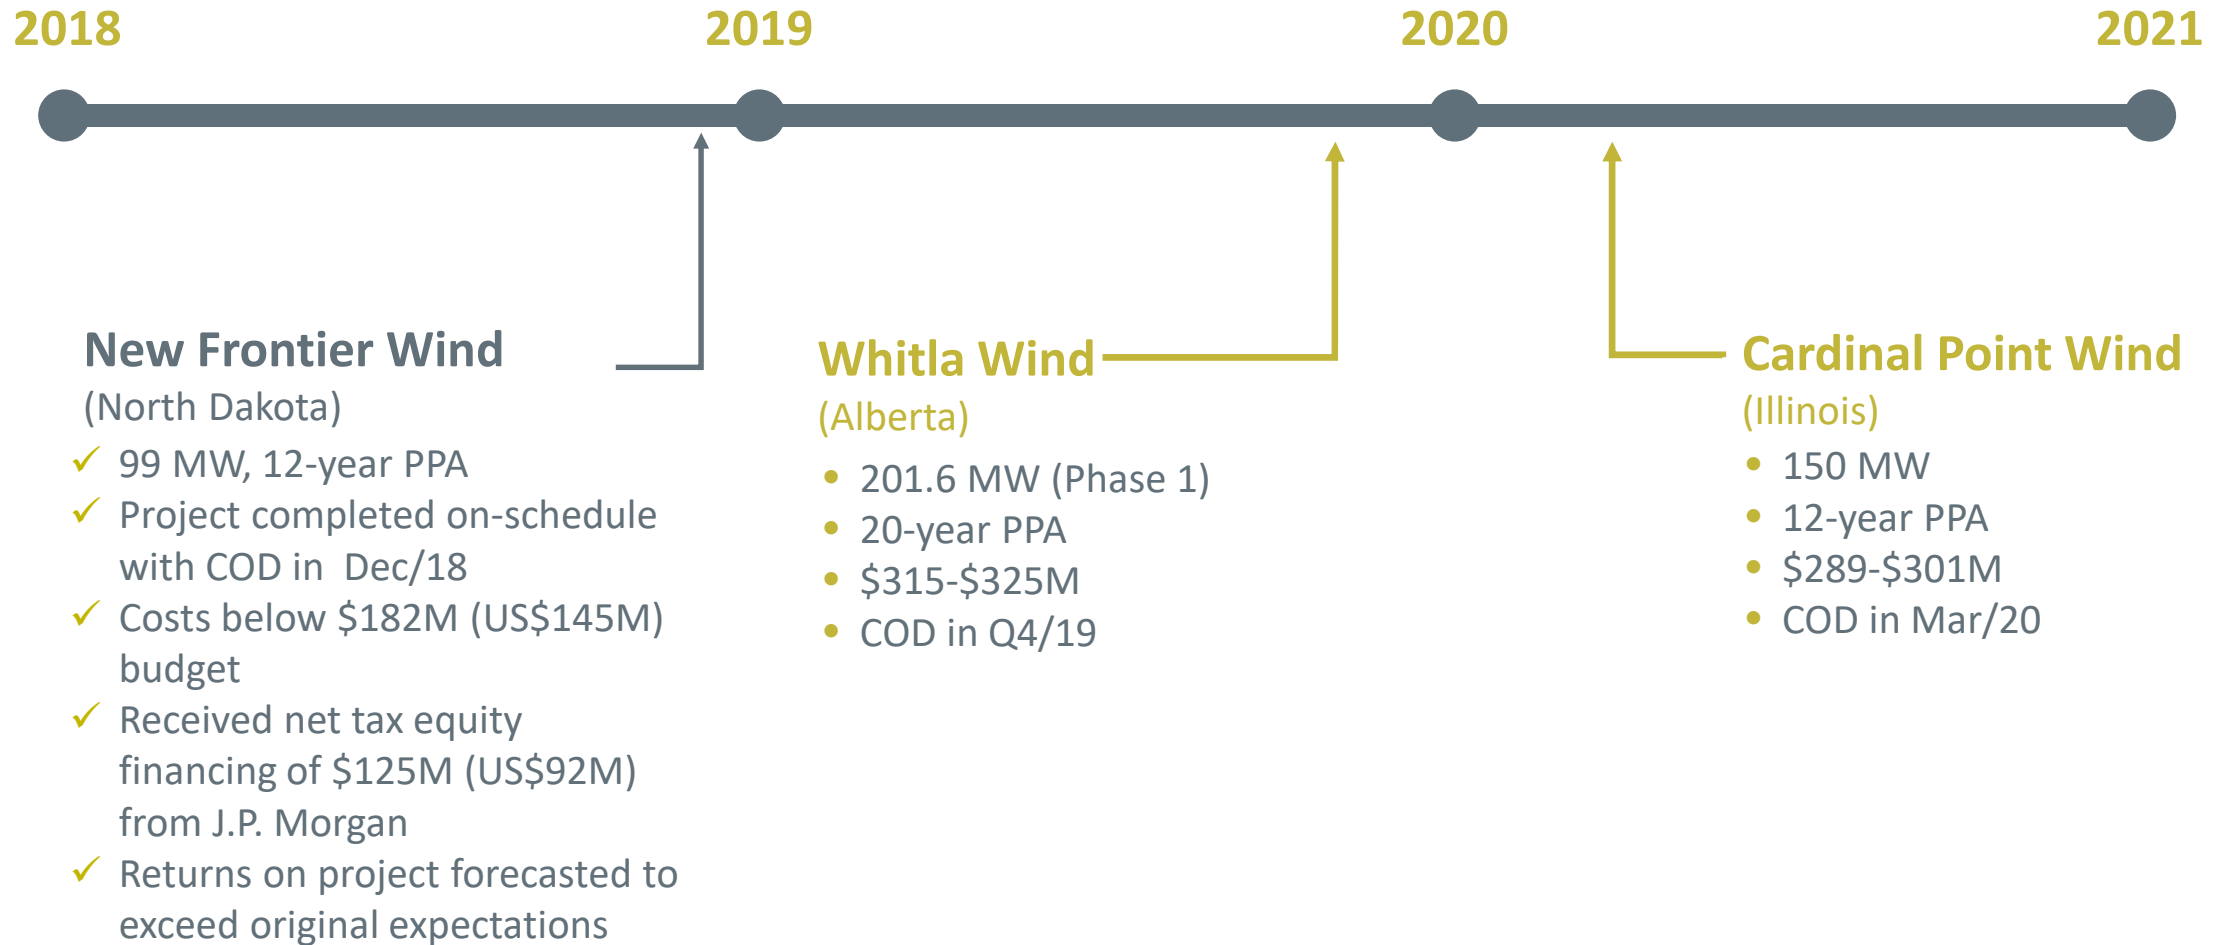 2018
2019
2020
2021
New Frontier Wind
(North Dakota)
✓ 99 MW, 12-year PPA
✓ Project completed on-schedule
with COD in Dec/18
✓ Costs below $182M (US$145M)
budget
✓ Received net tax equity
financing of $125M (US$92M)
from J.P. Morgan
✓ Returns on project forecasted to
exceed original expectations
Whitla Wind
(Alberta)
• 201.6 MW (Phase 1)
• 20-year PPA
• $315-$325M
• COD in Q4/19
Cardinal Point Wind
(Illinois)
• 150 MW
• 12-year PPA
• $289-$301M
• COD in Mar/20